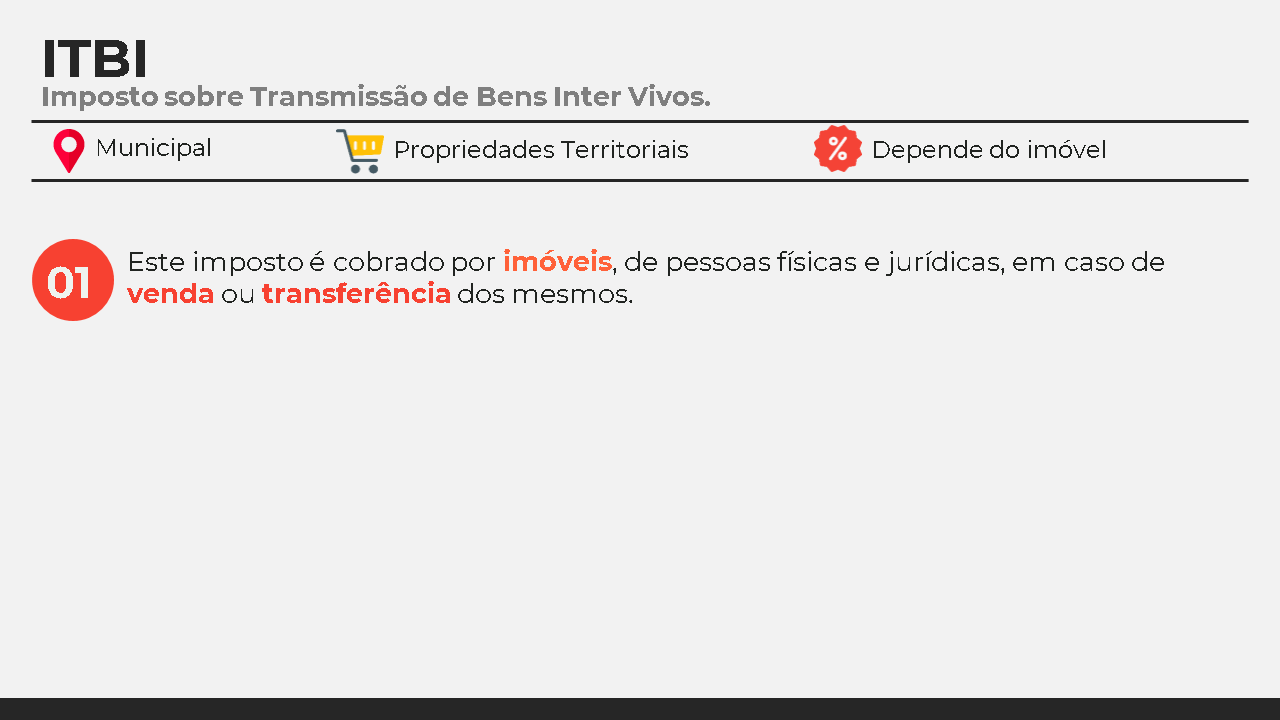 ITBI
Imposto sobre Transmissão de Bens Inter Vivos.
Municipal
Propriedades Territoriais
%
Depende do imóvel
01
Este imposto é cobrado por imóveis, de pessoas físicas e jurídicas, em caso de
venda ou transferência dos mesmos.